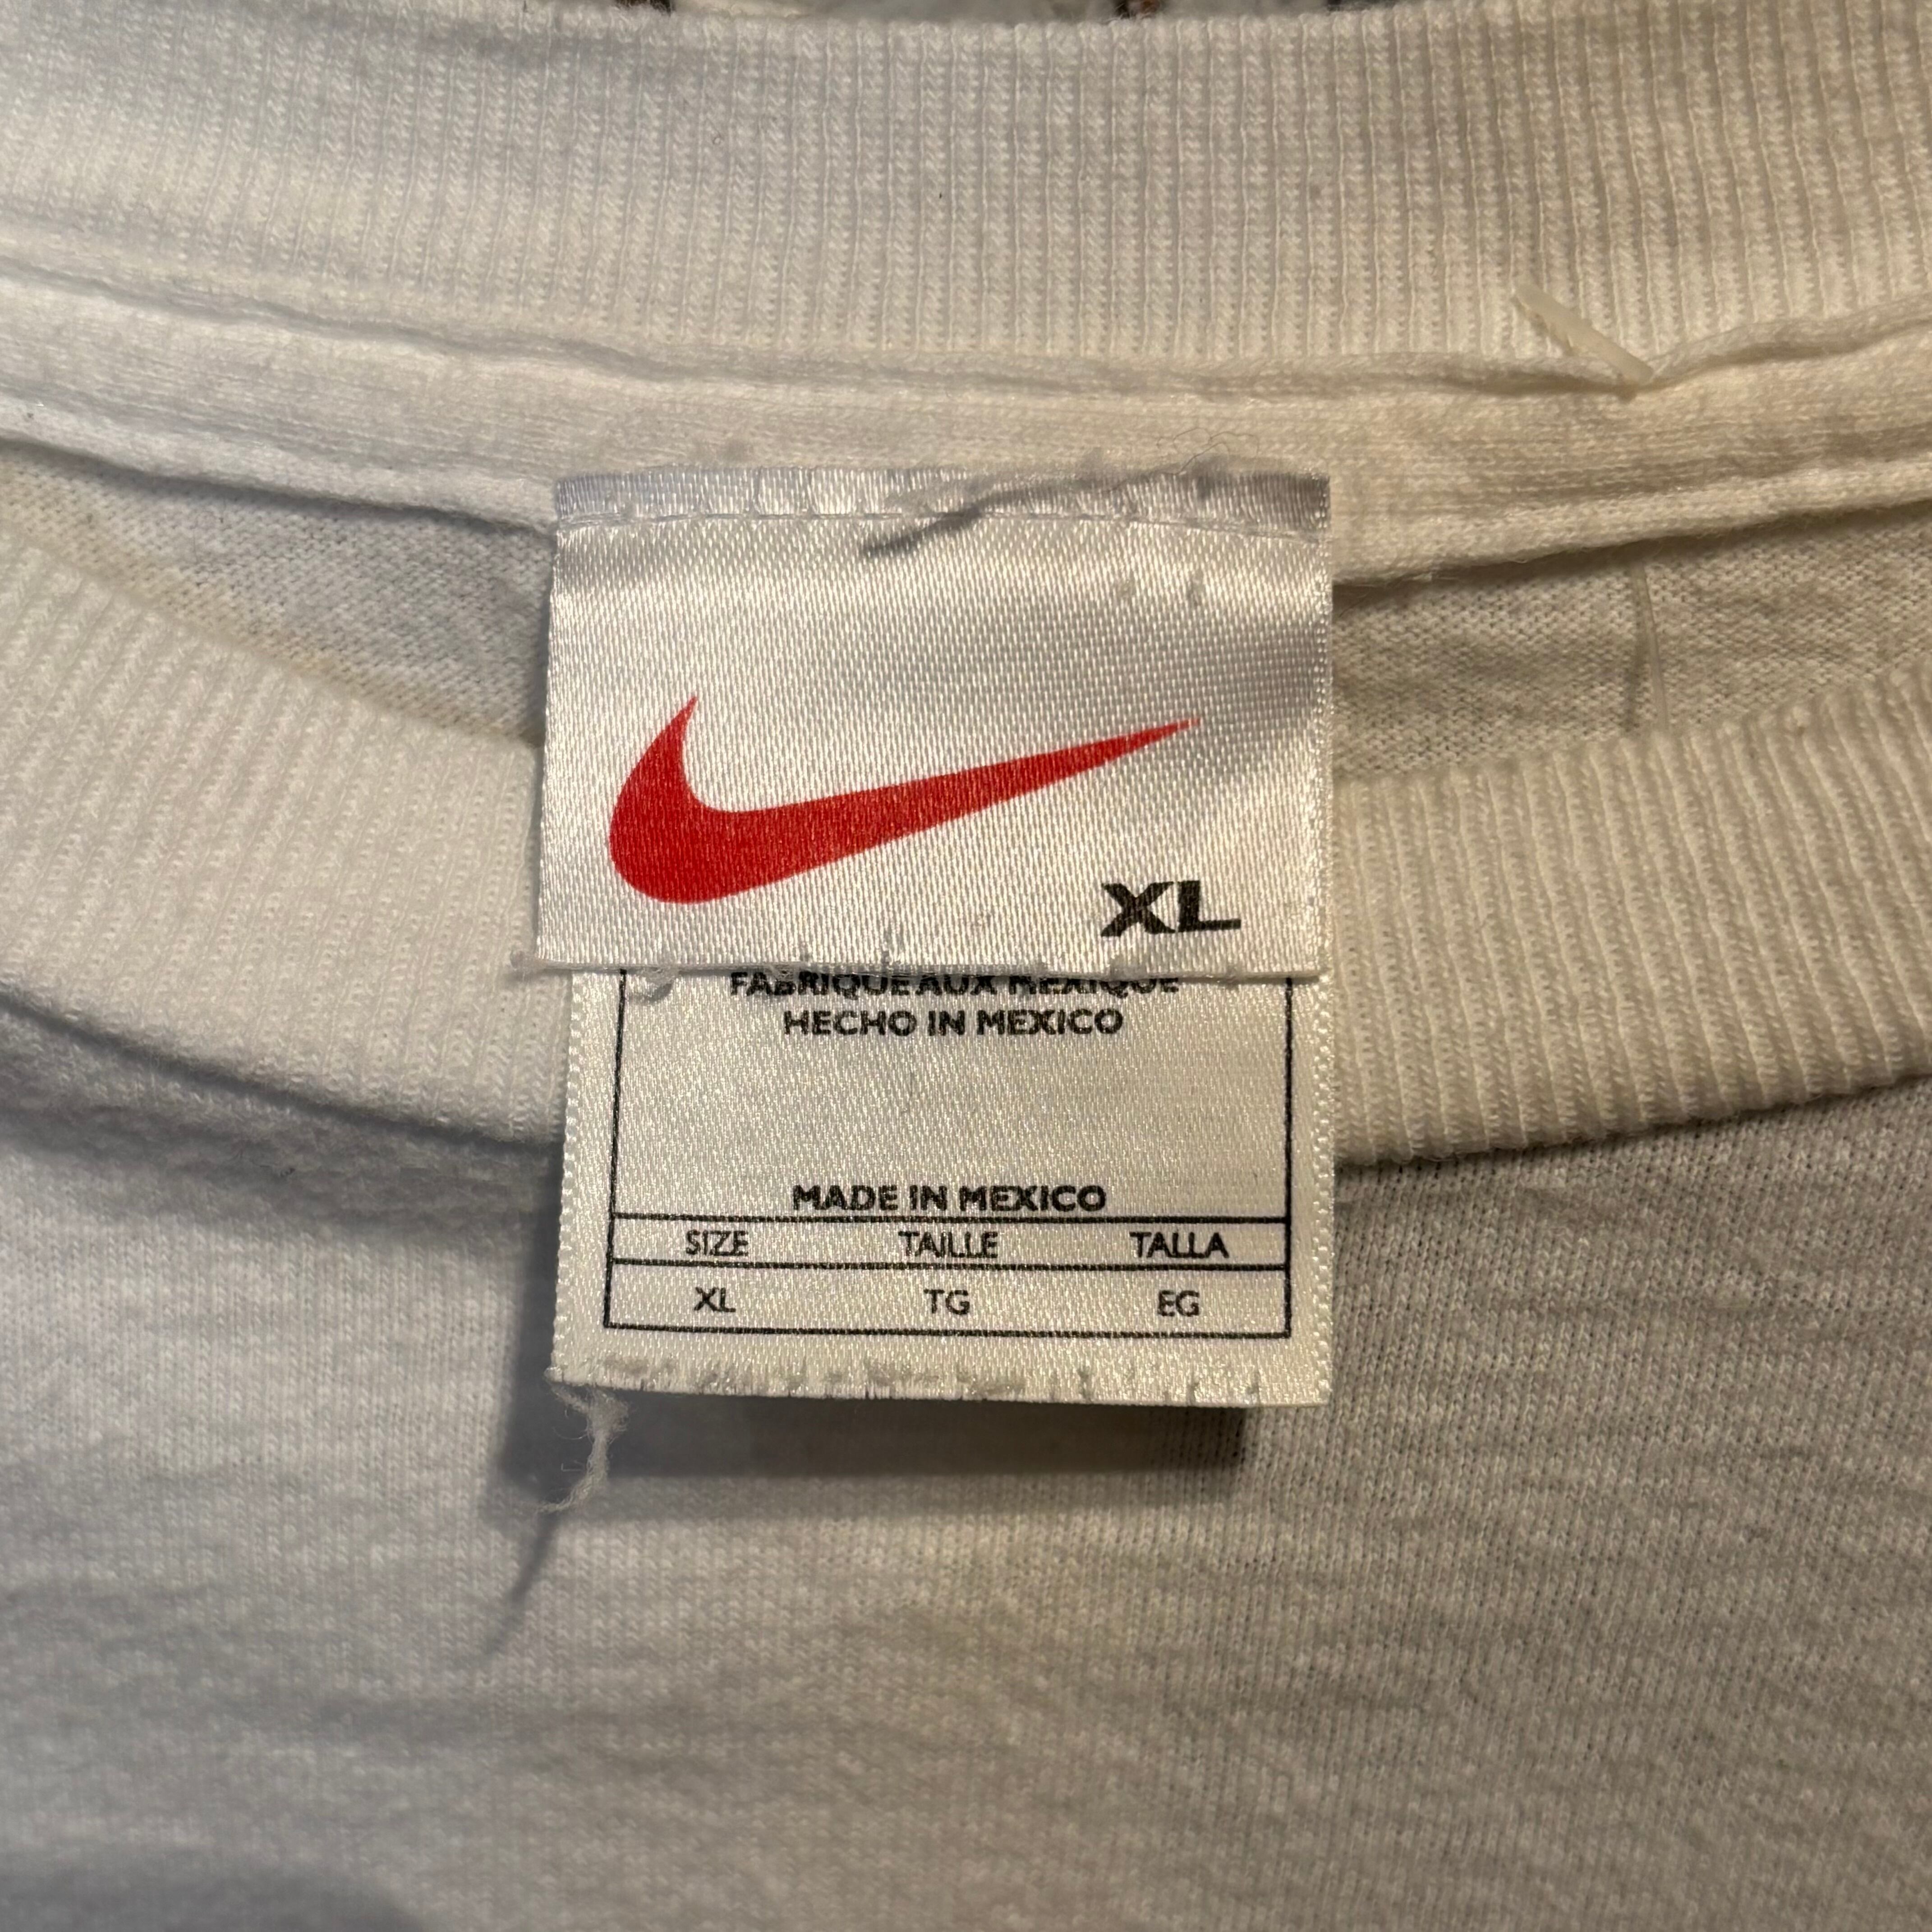 XL
FABRIQUE AUX MEXIQUE
HECHO IN MEXICO
MADE IN MEXICO
SIZE TAILLE TALLA
XL TG EG